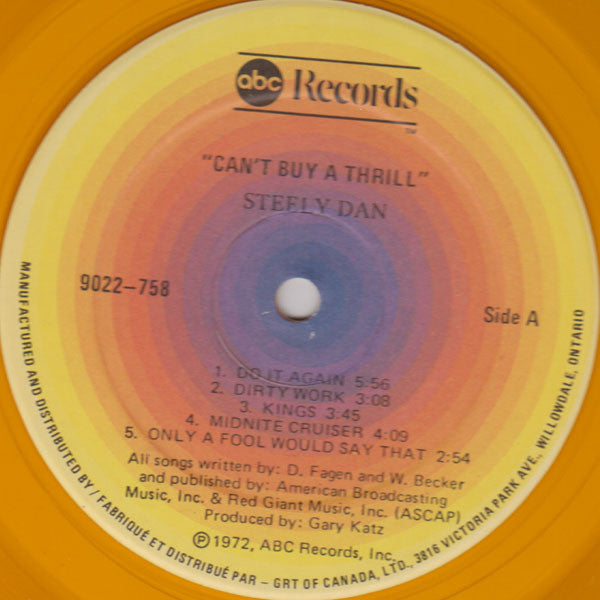 abc Records
TM
"CAN'T BUY A THRILL"
STEELY DAN
9022-758
Side A
1. DO IT AGAIN 5:56
2. DIRTY WORK 3:08
3. KINGS 3:45
4. MIDNITE CRUISER 4:09
5. ONLY A FOOL WOULD SAY THAT 2:54
All songs written by: D. Fagen and W. Becker
and published by: American Broadcasting
Music, Inc. & Red Giant Music, Inc. (ASCAP)
Produced by: Gary Katz
Ⓟ1972, ABC Records, Inc.
MANUFACTURED AND DISTRIBUTED BY / FABRIQUÉ ET DISTRIBUÉ PAR – GRT OF CANADA, LTD., 3816 VICTORIA PARK AVE., WILLOWDALE, ONTARIO